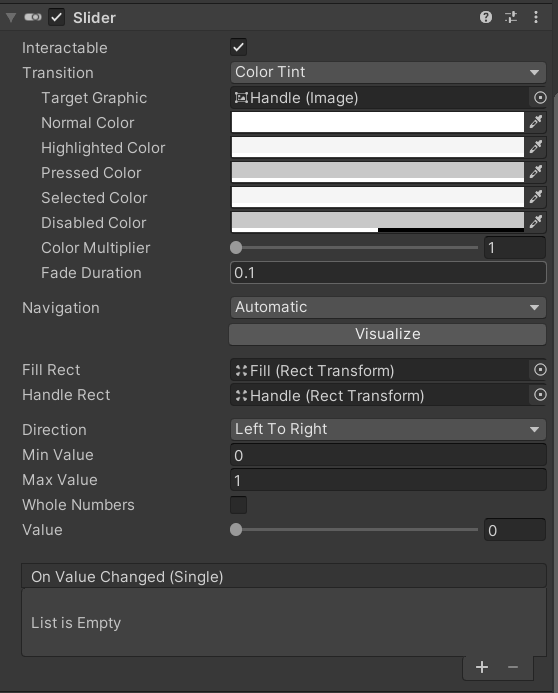 Slider
Interactable
Transition Color Tint
Target Graphic Handle (Image)
Normal Color
Highlighted Color
Pressed Color
Selected Color
Disabled Color
Color Multiplier 1
Fade Duration 0.1
Navigation Automatic
Visualize
Fill Rect Fill (Rect Transform)
Handle Rect Handle (Rect Transform)
Direction Left To Right
Min Value 0
Max Value 1
Whole Numbers
Value 0
On Value Changed (Single)
List is Empty